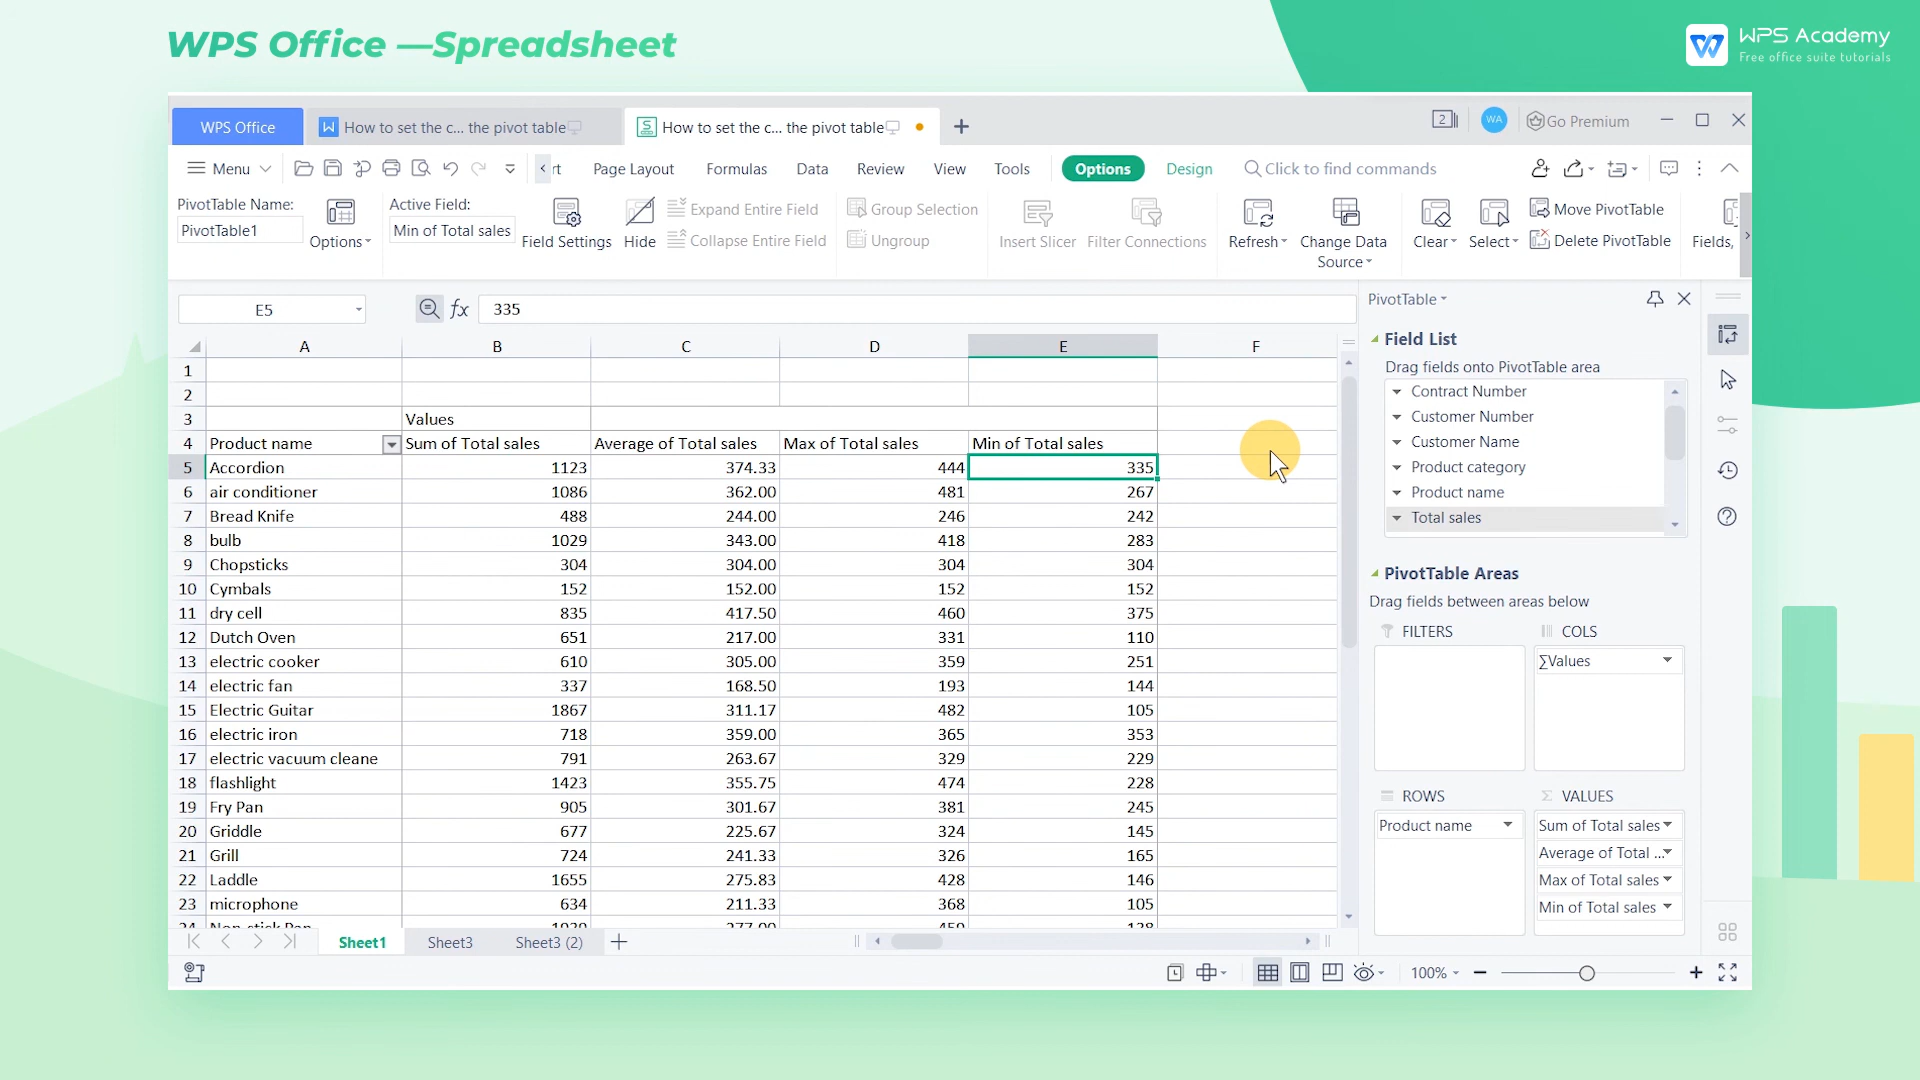 WPS Office —Spreadsheet
WPS Academy
Free office suite tutorials
WPS Office
How to set the c... the pivot table
How to set the c... the pivot table
2
WA
Go Premium
Menu
rt
Page Layout
Formulas
Data
Review
View
Tools
Options
Design
Click to find commands
PivotTable Name:
PivotTable1
Options
Active Field:
Min of Total sales
Field Settings
Hide
Expand Entire Field
Collapse Entire Field
Group Selection
Ungroup
Insert Slicer
Filter Connections
Refresh
Change Data
Source
Clear
Select
Move PivotTable
Delete PivotTable
Fields,
E5
fx
335
A B C D E F
1
2
3 Values
4 Product name Sum of Total sales Average of Total sales Max of Total sales Min of Total sales
5 Accordion 1123 374.33 444 335
6 air conditioner 1086 362.00 481 267
7 Bread Knife 488 244.00 246 242
8 bulb 1029 343.00 418 283
9 Chopsticks 304 304.00 304 304
10 Cymbals 152 152.00 152 152
11 dry cell 835 417.50 460 375
12 Dutch Oven 651 217.00 331 110
13 electric cooker 610 305.00 359 251
14 electric fan 337 168.50 193 144
15 Electric Guitar 1867 311.17 482 105
16 electric iron 718 359.00 365 353
17 electric vacuum cleane 791 263.67 329 229
18 flashlight 1423 355.75 474 228
19 Fry Pan 905 301.67 381 245
20 Griddle 677 225.67 324 145
21 Grill 724 241.33 326 165
22 Laddle 1655 275.83 428 146
23 microphone 634 211.33 368 105
PivotTable
Field List
Drag fields onto PivotTable area
Contract Number
Customer Number
Customer Name
Product category
Product name
Total sales
PivotTable Areas
Drag fields between areas below
FILTERS
COLS
∑Values
ROWS
Product name
Σ VALUES
Sum of Total sales
Average of Total ...
Max of Total sales
Min of Total sales
Sheet1
Sheet3
Sheet3 (2)
100%